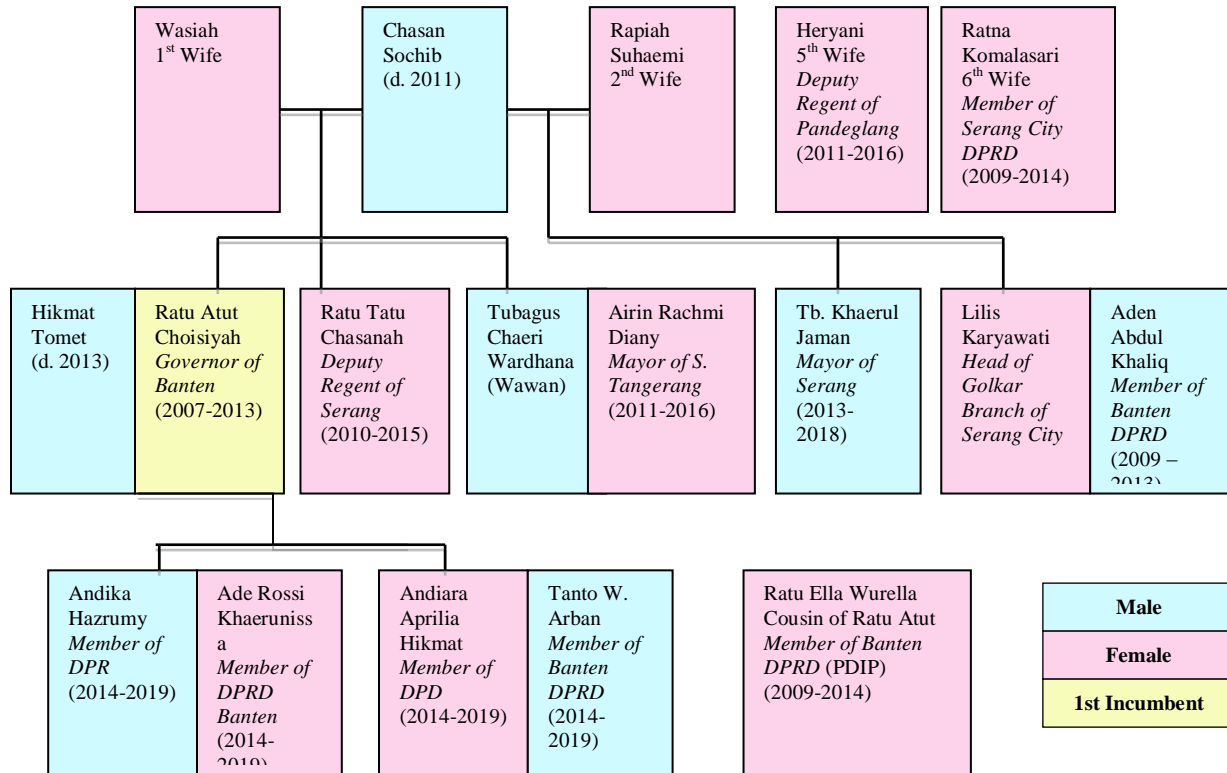 Wasiah
1st Wife
Chasan
Sochib
(d. 2011)
Rapiah
Suhaemi
2nd Wife
Heryani
5th Wife
Deputy
Regent of
Pandeglang
(2011-2016)
Ratna
Komalasari
6th Wife
Member of
Serang City
DPRD
(2009-2014)
Hikmat
Tomet
(d. 2013)
Ratu Atut
Choisiyah
Governor of
Banten
(2007-2013)
Ratu Tatu
Chasanah
Deputy
Regent of
Serang
(2010-2015)
Tubagus
Chaeri
Wardhana
(Wawan)
Airin Rachmi
Diany
Mayor of S.
Tangerang
(2011-2016)
Tb. Khaerul
Jaman
Mayor of
Serang
(2013-
2018)
Lilis
Karyawati
Head of
Golkar
Branch of
Serang City
Aden
Abdul
Khaliq
Member of
Banten
DPRD
(2009 –
2013)
Andika
Hazrumy
Member of
DPR
(2014-2019)
Ade Rossi
Khaeruniss
a
Member of
DPRD
Banten
(2014-
2019)
Andiara
Aprilia
Hikmat
Member of
DPD
(2014-2019)
Tanto W.
Arban
Member of
Banten
DPRD
(2014-
2019)
Ratu Ella Wurella
Cousin of Ratu Atut
Member of Banten
DPRD (PDIP)
(2009-2014)
Male
Female
1st Incumbent